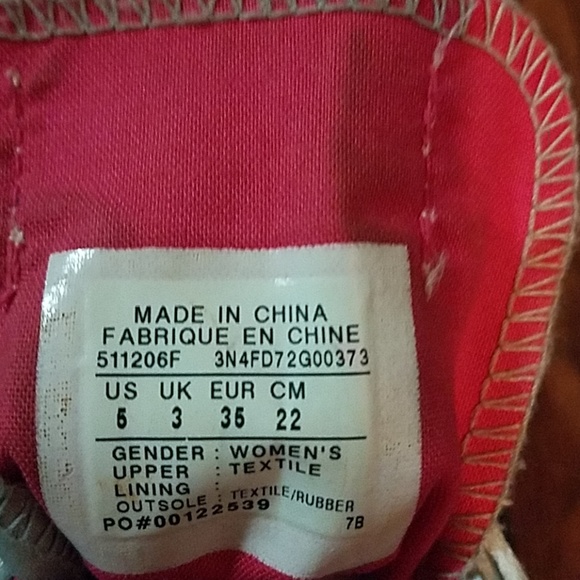 MADE IN CHINA
FABRIQUE EN CHINE
511206F 3N4FD72G00373
US UK EUR CM
5 3 35 22
GENDER : WOMEN'S
UPPER : TEXTILE
LINING :
OUTSOLE : TEXTILE/RUBBER
PO#00122539 7B